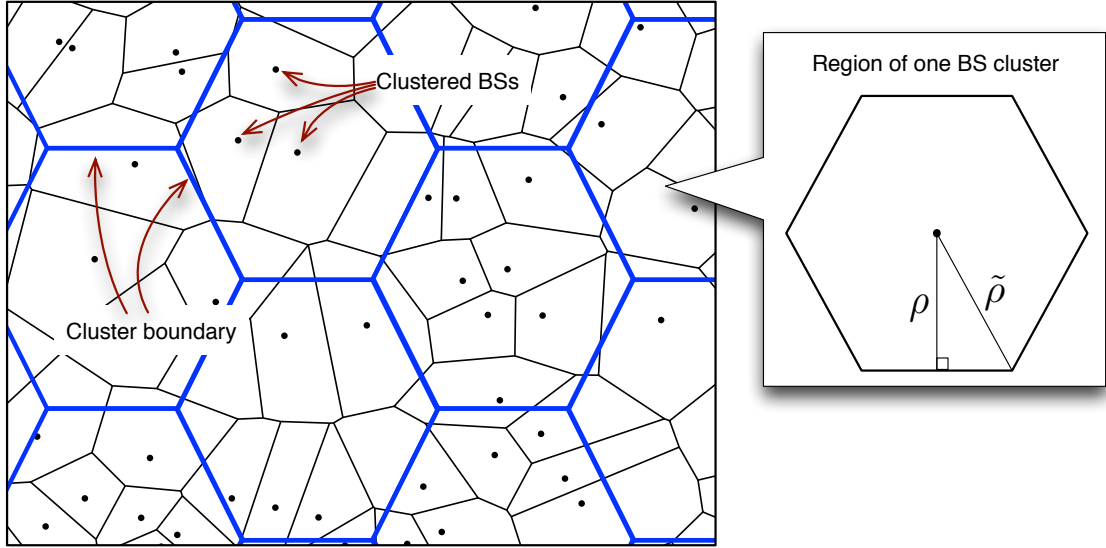 Clustered BSs
Cluster boundary
Region of one BS cluster
ρ
ρ̃